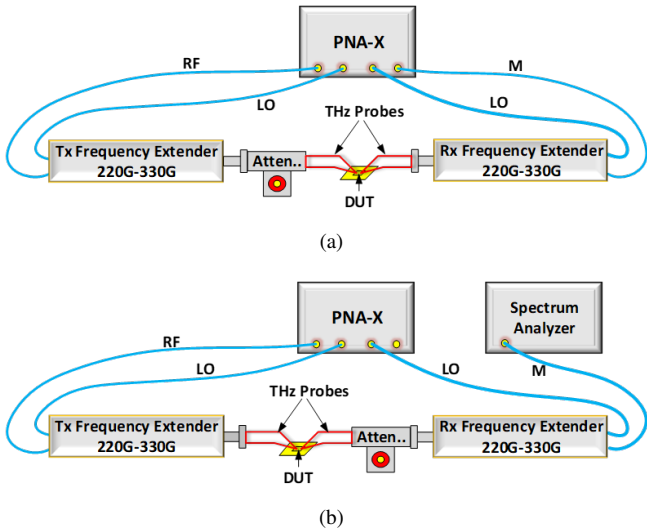 PNA-X
RF
M
LO
LO
THz Probes
Tx Frequency Extender
220G-330G
Atten..
Rx Frequency Extender
220G-330G
DUT
(a)
PNA-X
Spectrum
Analyzer
RF
LO
LO
M
THz Probes
Tx Frequency Extender
220G-330G
Atten..
Rx Frequency Extender
220G-330G
DUT
(b)